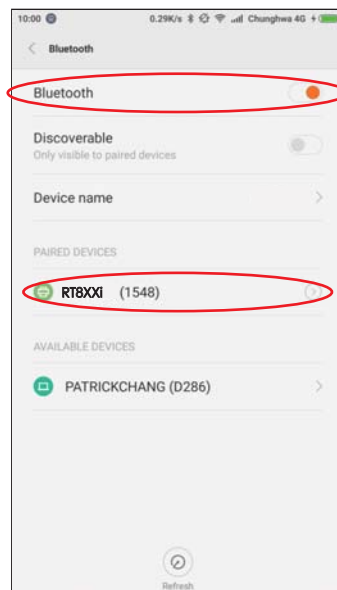 10:00 0.29K/s Chunghwa 4G
Bluetooth
Bluetooth
Discoverable
Only visible to paired devices
Device name
PAIRED DEVICES
RT8XXi (1548)
AVAILABLE DEVICES
PATRICKCHANG (D286)
Refresh